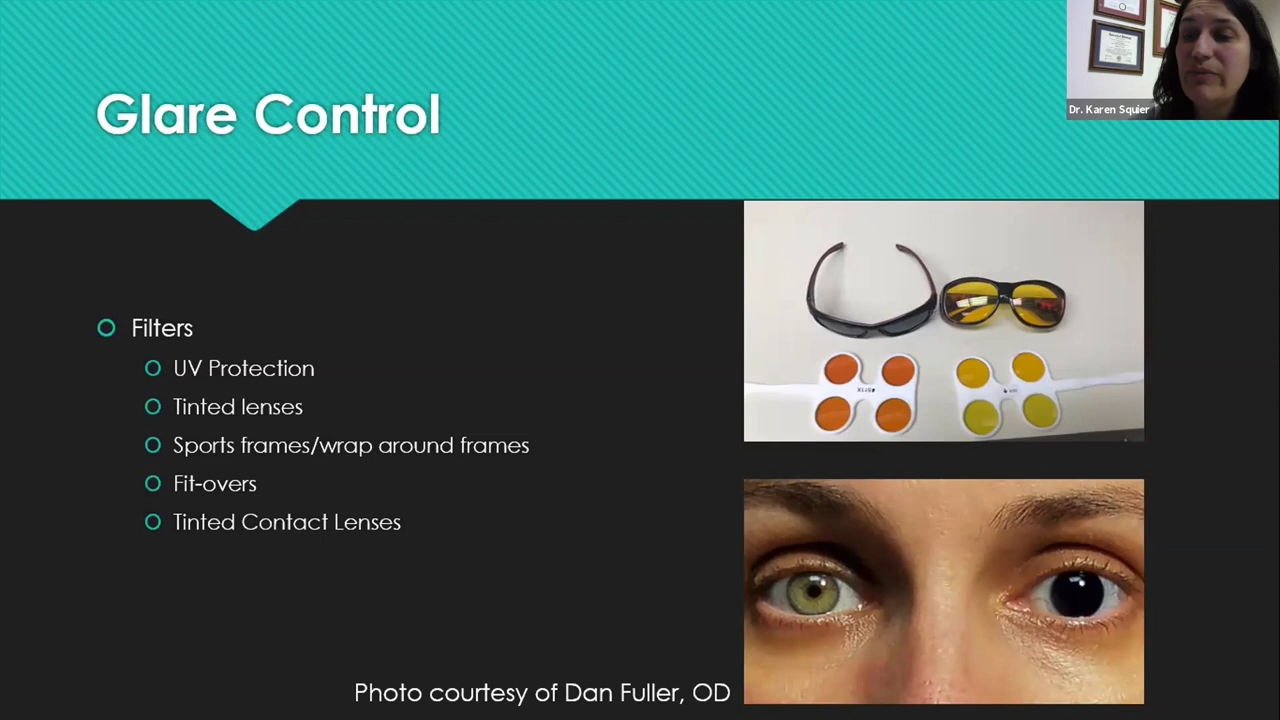 Glare Control
Dr. Karen Squier
Filters
UV Protection
Tinted lenses
Sports frames/wrap around frames
Fit-overs
Tinted Contact Lenses
Photo courtesy of Dan Fuller, OD